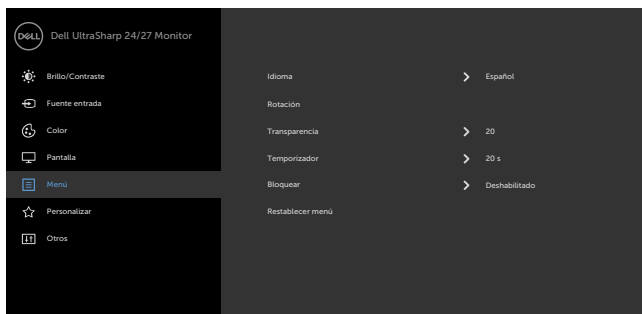 DELL Dell UltraSharp 24/27 Monitor
Brillo/Contraste
Idioma Español
Fuente entrada
Rotación
Color
Transparencia 20
Pantalla
Temporizador 20 s
Menú
Bloquear Deshabilitado
Personalizar
Restablecer menú
Otros